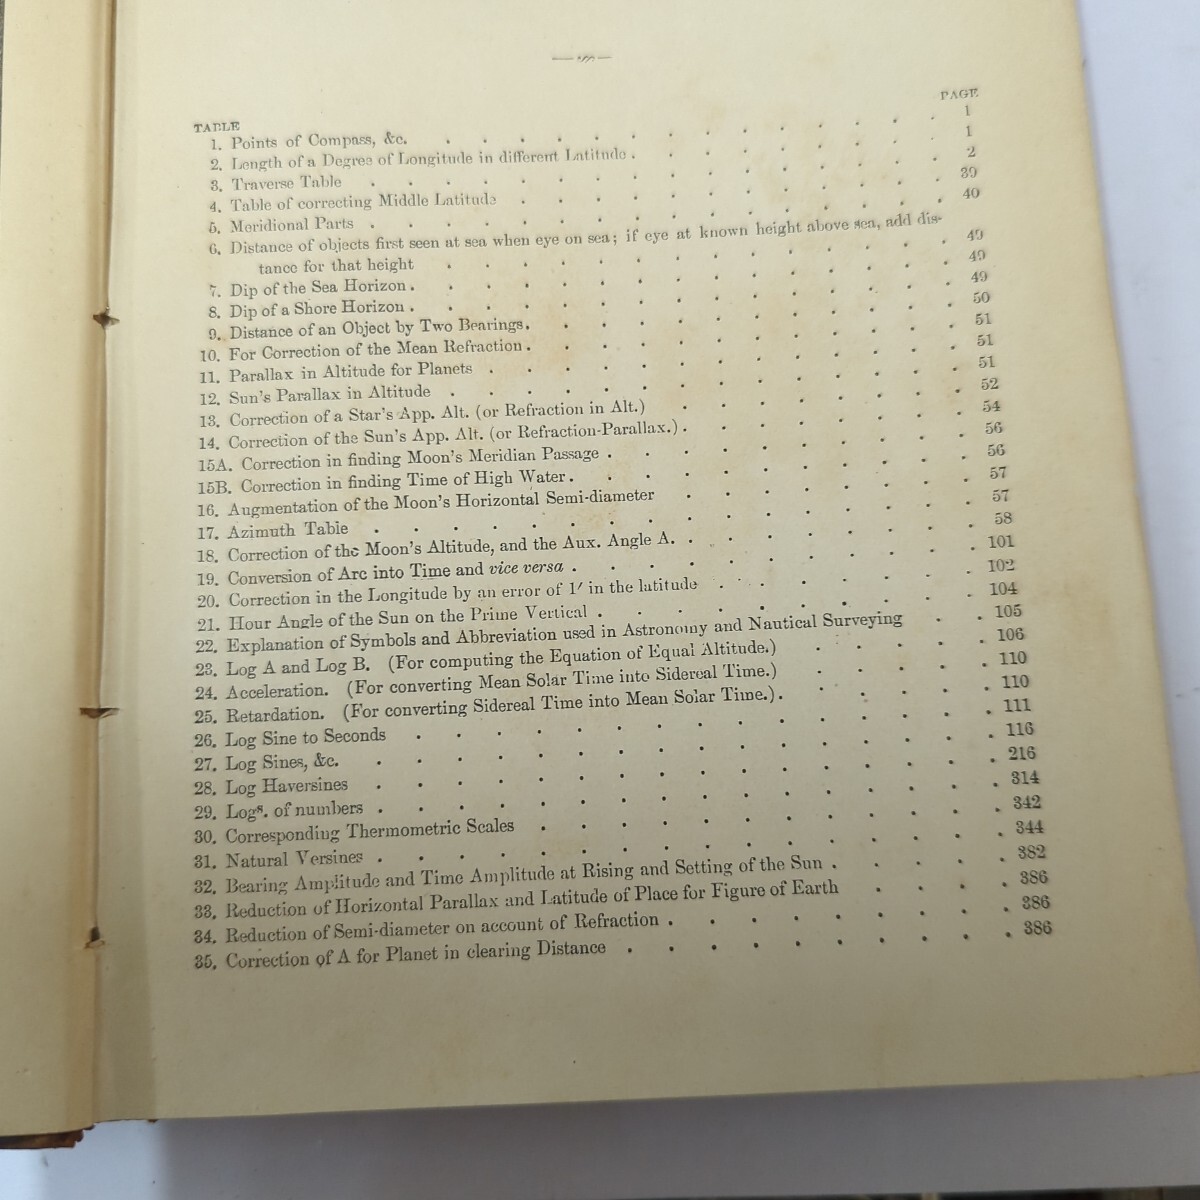 TABLE PAGE
1. Points of Compass, &c. 1
2. Length of a Degree of Longitude in different Latitude. 1
3. Traverse Table 2
4. Table of correcting Middle Latitude 39
5. Meridional Parts 40
6. Distance of objects first seen at sea when eye on sea; if eye at known height above sea, add dis-
tance for that height 49
7. Dip of the Sea Horizon. 49
8. Dip of a Shore Horizon. 49
9. Distance of an Object by Two Bearings. 50
10. For Correction of the Mean Refraction. 51
11. Parallax in Altitude for Planets 51
12. Sun's Parallax in Altitude 51
13. Correction of a Star's App. Alt. (or Refraction in Alt.) 52
14. Correction of the Sun's App. Alt. (or Refraction-Parallax.) 54
15A. Correction in finding Moon's Meridian Passage 56
15B. Correction in finding Time of High Water. 56
16. Augmentation of the Moon's Horizontal Semi-diameter 57
17. Azimuth Table 57
18. Correction of the Moon's Altitude, and the Aux. Angle A. 58
19. Conversion of Arc into Time and vice versa 101
20. Correction in the Longitude by an error of 1′ in the latitude 102
21. Hour Angle of the Sun on the Prime Vertical 104
22. Explanation of Symbols and Abbreviation used in Astronomy and Nautical Surveying 105
23. Log A and Log B. (For computing the Equation of Equal Altitude.) 106
24. Acceleration. (For converting Mean Solar Time into Sidereal Time.) 110
25. Retardation. (For converting Sidereal Time into Mean Solar Time.) 110
26. Log Sine to Seconds 111
27. Log Sines, &c. 116
28. Log Haversines 216
29. Logs. of numbers 314
30. Corresponding Thermometric Scales 342
31. Natural Versines 344
32. Bearing Amplitude and Time Amplitude at Rising and Setting of the Sun 382
33. Reduction of Horizontal Parallax and Latitude of Place for Figure of Earth 386
34. Reduction of Semi-diameter on account of Refraction 386
35. Correction of A for Planet in clearing Distance 386